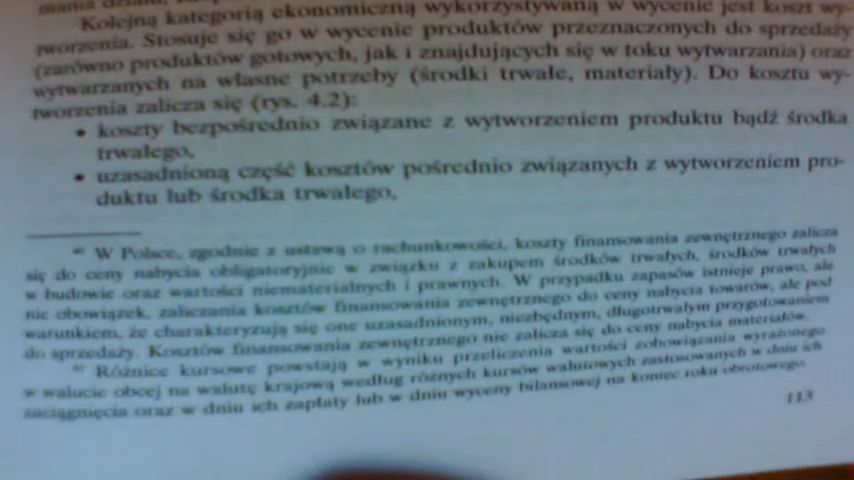 Kolejną kategorią ekonomiczną wykorzystywaną w wycenie jest koszt wy-
tworzenia. Stosuje się go w wycenie produktów przeznaczonych do sprzedaży
(zarówno produktów gotowych, jak i znajdujących się w toku wytwarzania) oraz
wytwarzanych na własne potrzeby (środki trwałe, materiały). Do kosztu wy-
tworzenia zalicza się (rys. 4.2):
• koszty bezpośrednio związane z wytworzeniem produktu bądź środka
trwałego,
• uzasadnioną część kosztów pośrednio związanych z wytworzeniem pro-
duktu lub środka trwałego,
W Polsce, zgodnie z ustawą o rachunkowości, koszty finansowania zewnętrznego zalicza
się do ceny nabycia obligatoryjnie w związku z zakupem środków trwałych, środków trwałych
w budowie oraz wartości niematerialnych i prawnych. W przypadku zapasów istnieje prawo, ale
nie obowiązek, zaliczania kosztów finansowania zewnętrznego do ceny nabycia towarów, ale pod
warunkiem, że charakteryzują się one uzasadnionym, niezbędnym, długotrwałym przygotowaniem
do sprzedaży. Kosztów finansowania zewnętrznego nie zalicza się do ceny nabycia materiałów.
Różnice kursowe powstają w wyniku przeliczenia wartości zobowiązania wyrażonego
w walucie obcej na walutę krajową według różnych kursów walutowych zastosowanych w dniu ich
zaciągnięcia oraz w dniu ich zapłaty lub w dniu wyceny bilansowej na koniec roku obrotowego.
113